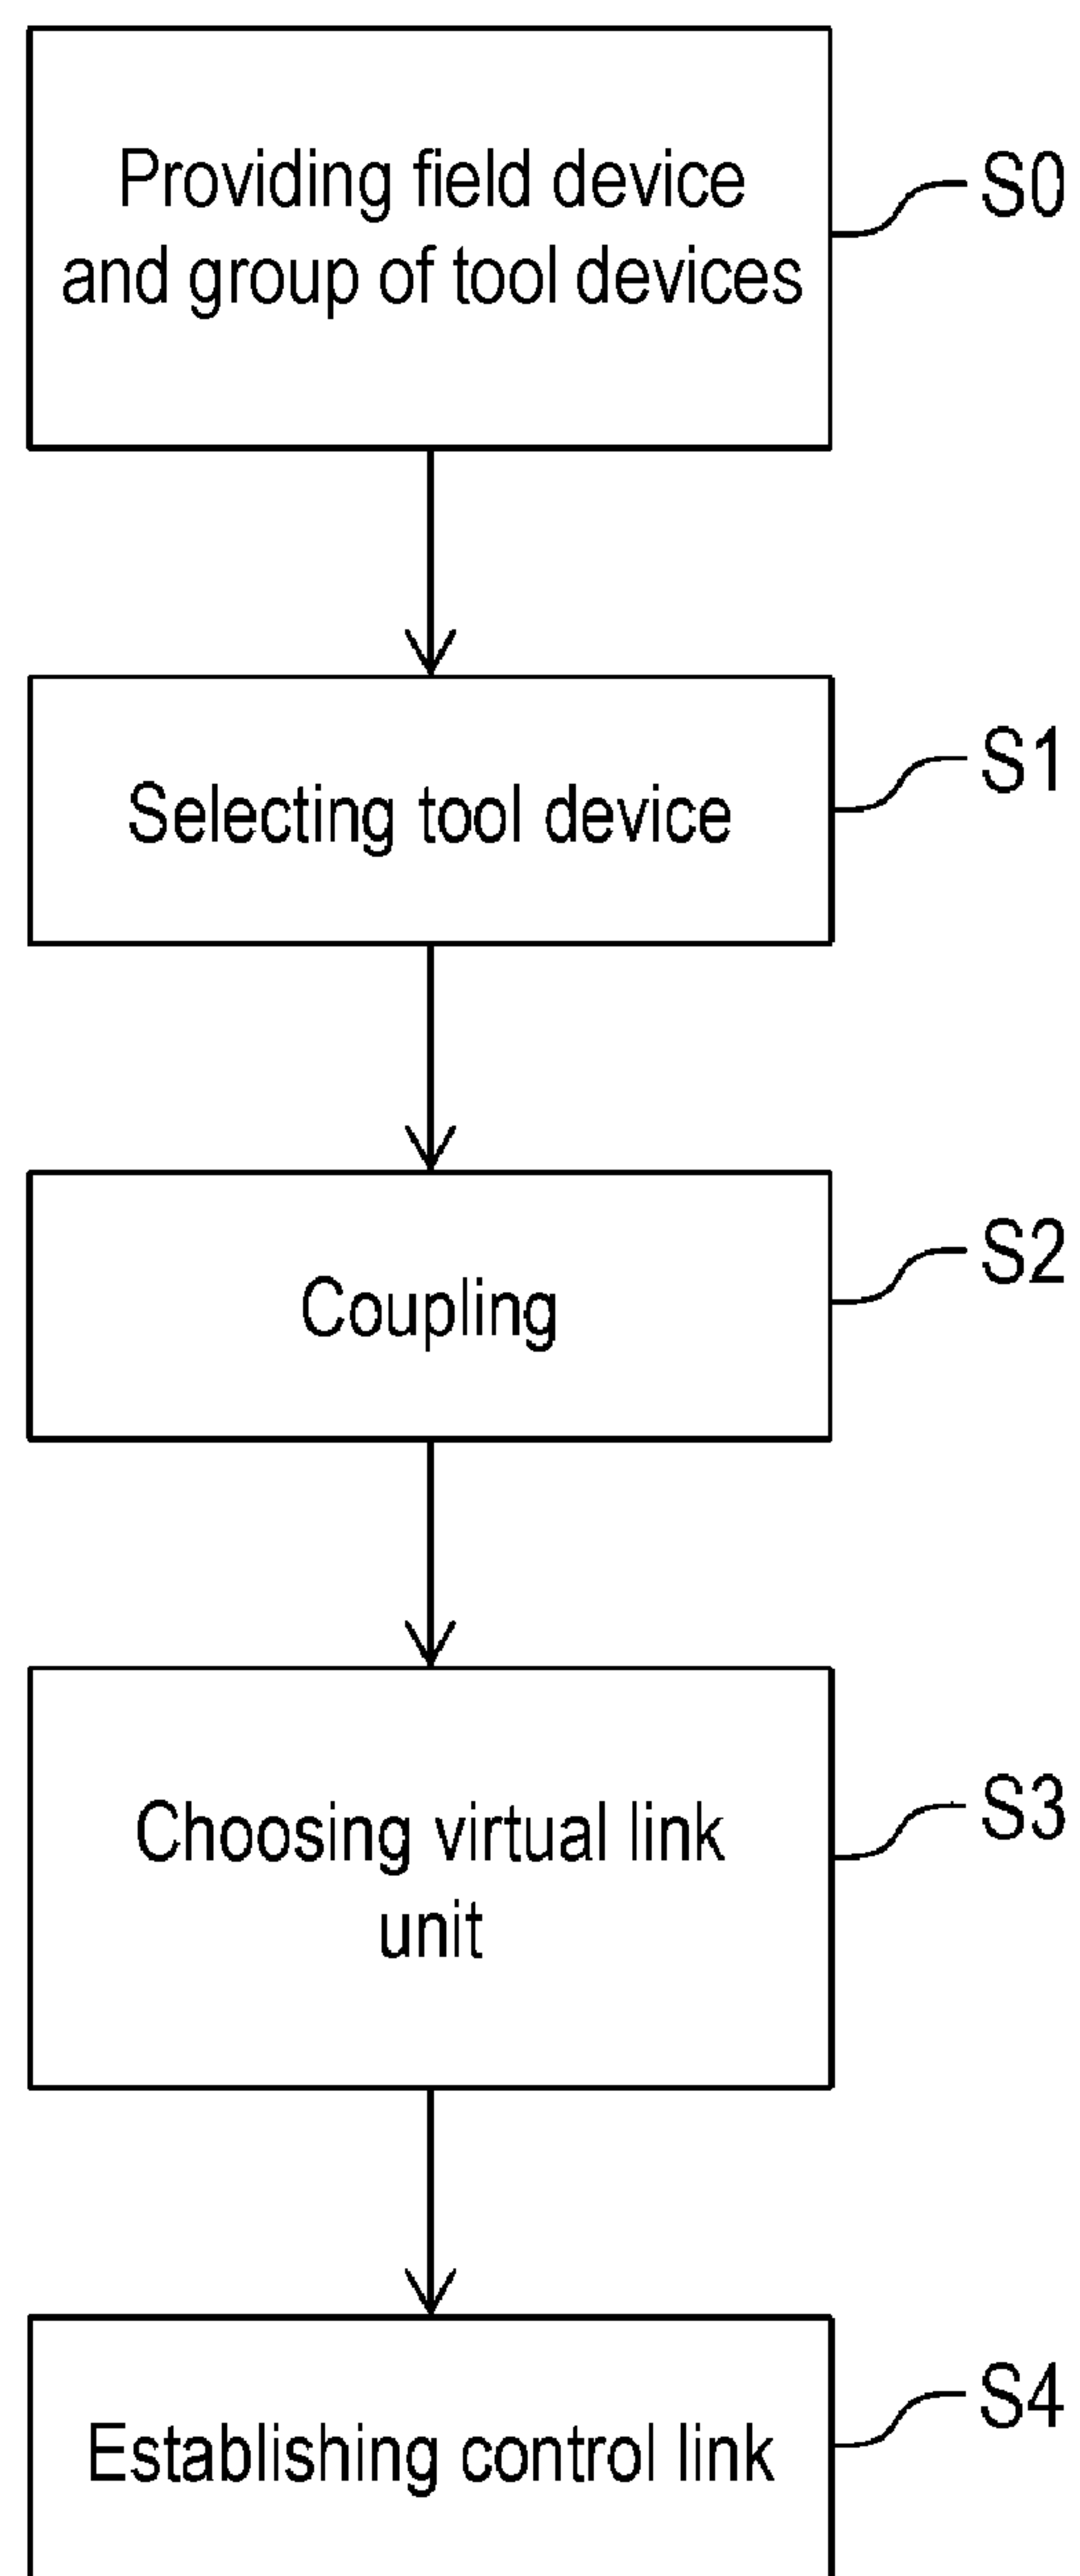 Providing field device
and group of tool devices
S0
Selecting tool device
S1
Coupling
S2
Choosing virtual link
unit
S3
Establishing control link
S4